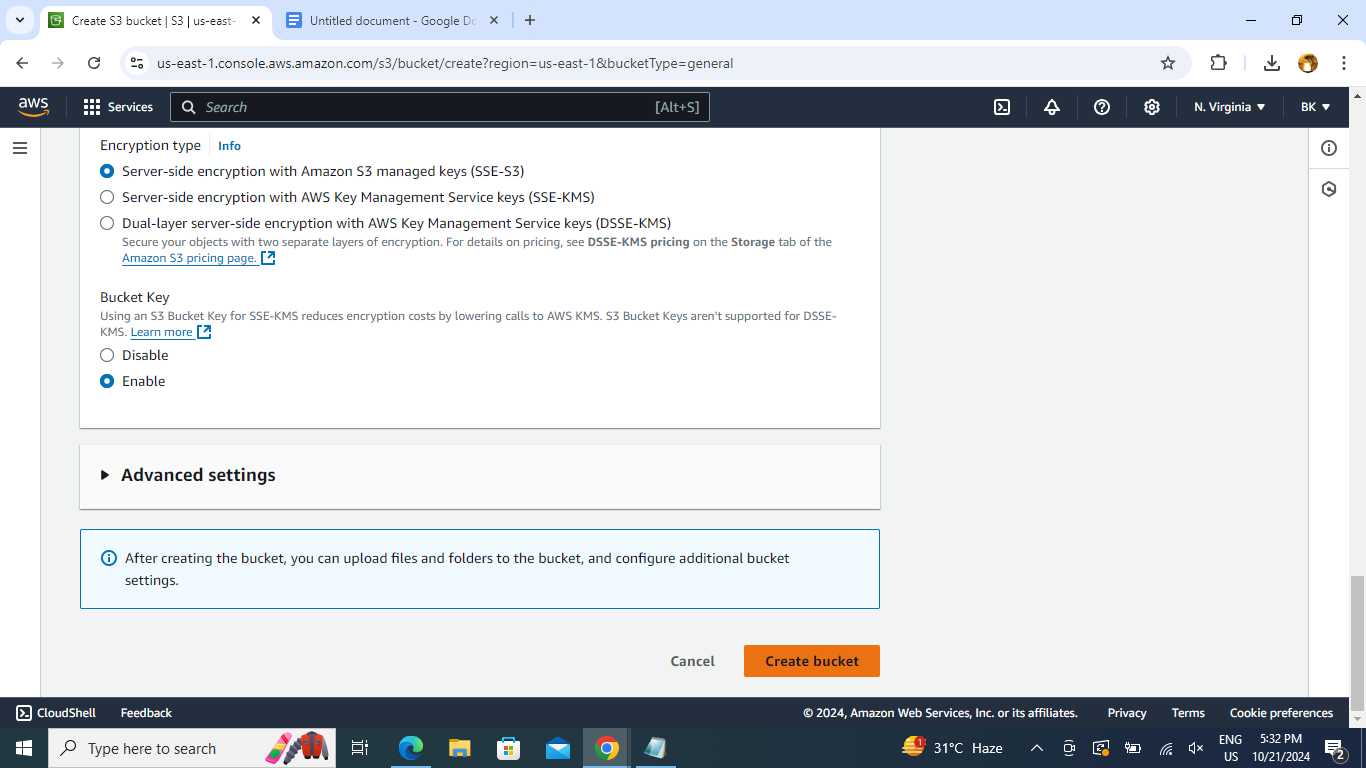 Create S3 bucket | S3 | us-east-
Untitled document - Google Do
us-east-1.console.aws.amazon.com/s3/bucket/create?region=us-east-1&bucketType=general
aws
Services
Search
[Alt+S]
N. Virginia
BK
Encryption type
Info
Server-side encryption with Amazon S3 managed keys (SSE-S3)
Server-side encryption with AWS Key Management Service keys (SSE-KMS)
Dual-layer server-side encryption with AWS Key Management Service keys (DSSE-KMS)
Secure your objects with two separate layers of encryption. For details on pricing, see DSSE-KMS pricing on the Storage tab of the
Amazon S3 pricing page.
Bucket Key
Using an S3 Bucket Key for SSE-KMS reduces encryption costs by lowering calls to AWS KMS. S3 Bucket Keys aren't supported for DSSE-
KMS. Learn more
Disable
Enable
Advanced settings
After creating the bucket, you can upload files and folders to the bucket, and configure additional bucket
settings.
Cancel
Create bucket
CloudShell
Feedback
© 2024, Amazon Web Services, Inc. or its affiliates.
Privacy
Terms
Cookie preferences
Type here to search
1
31°C Haze
ENG
US
5:32 PM
10/21/2024
2